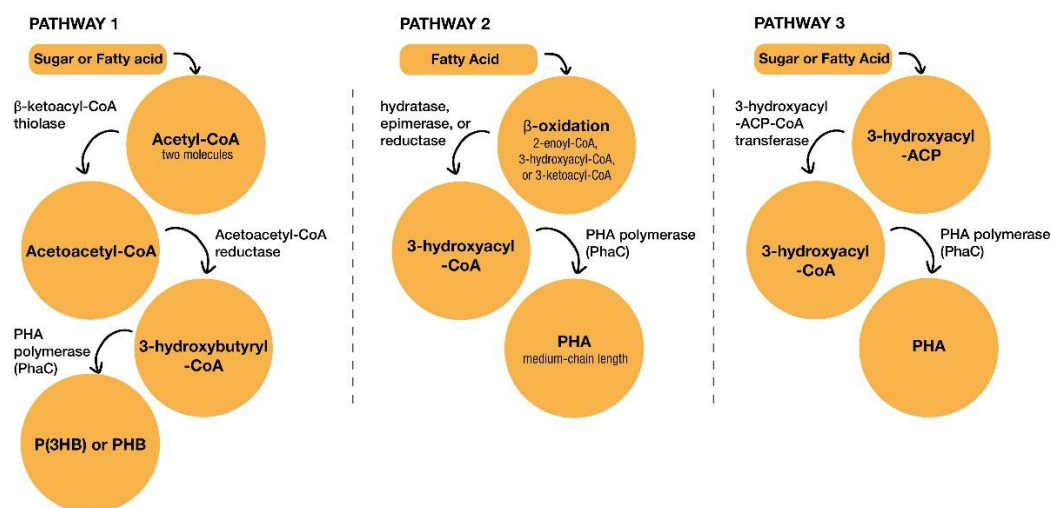 PATHWAY 1
Sugar or Fatty acid
β-ketoacyl-CoA
thiolase
Acetyl-CoA
two molecules
Acetoacetyl-CoA
Acetoacetyl-CoA
reductase
PHA
polymerase
(PhaC)
3-hydroxybutyryl
-CoA
P(3HB) or PHB
PATHWAY 2
Fatty Acid
hydratase,
epimerase, or
reductase
β-oxidation
2-enoyl-CoA,
3-hydroxyacyl-CoA,
or 3-ketoacyl-CoA
3-hydroxyacyl
-CoA
PHA polymerase
(PhaC)
PHA
medium-chain length
PATHWAY 3
Sugar or Fatty Acid
3-hydroxyacyl
-ACP-CoA
transferase
3-hydroxyacyl
-ACP
3-hydroxyacyl
-CoA
PHA polymerase
(PhaC)
PHA